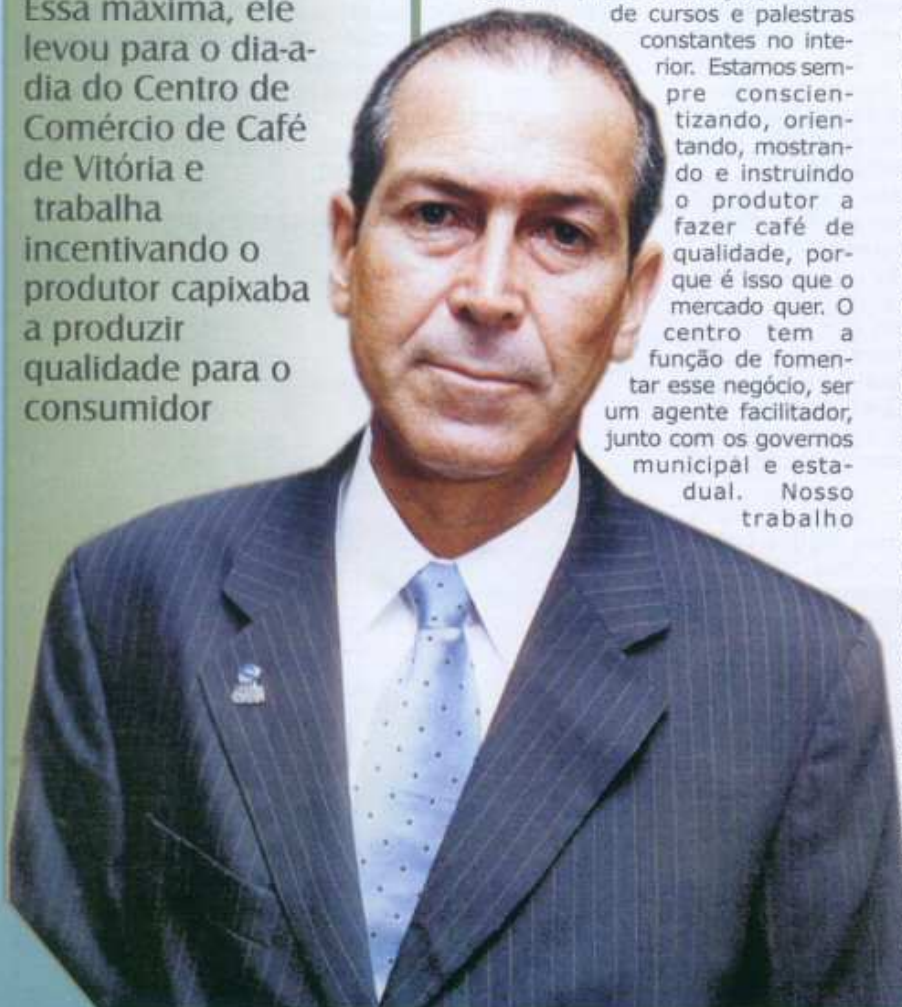 Essa máxima, ele
levou para o dia-a-
dia do Centro de
Comércio de Café
de Vitória e
trabalha
incentivando o
produtor capixaba
a produzir
qualidade para o
consumidor
de cursos e palestras
constantes no inte-
rior. Estamos sem-
pre conscien-
tizando, orien-
tando, mostran-
do e instruindo
o produtor a
fazer café de
qualidade, por-
que é isso que o
mercado quer. O
centro tem a
função de fomen-
tar esse negócio, ser
um agente facilitador,
junto com os governos
municipal e esta-
dual. Nosso
trabalho